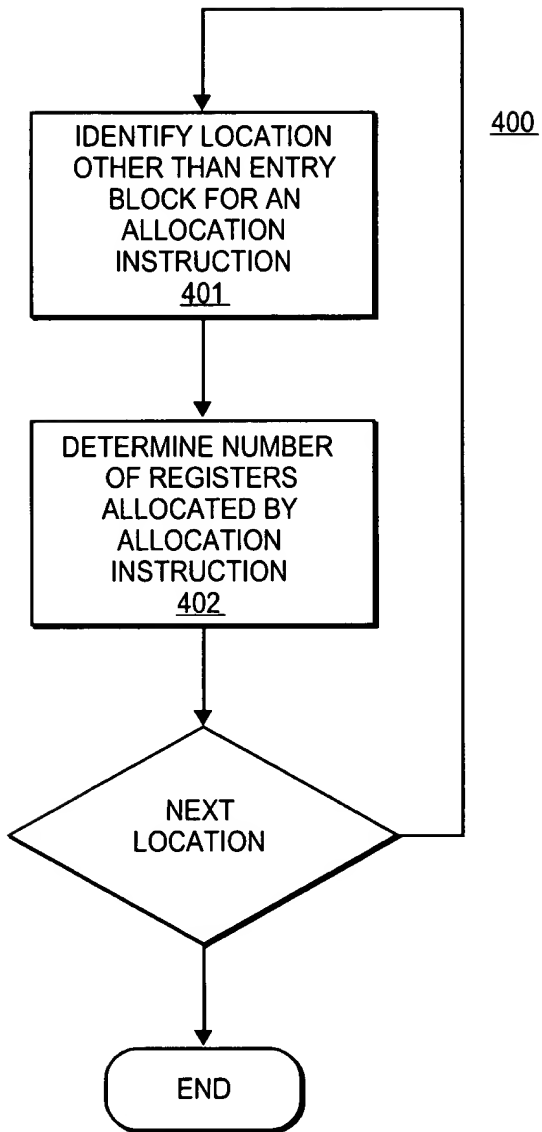 400
IDENTIFY LOCATION
OTHER THAN ENTRY
BLOCK FOR AN
ALLOCATION
INSTRUCTION
401
DETERMINE NUMBER
OF REGISTERS
ALLOCATED BY
ALLOCATION
INSTRUCTION
402
NEXT
LOCATION
END